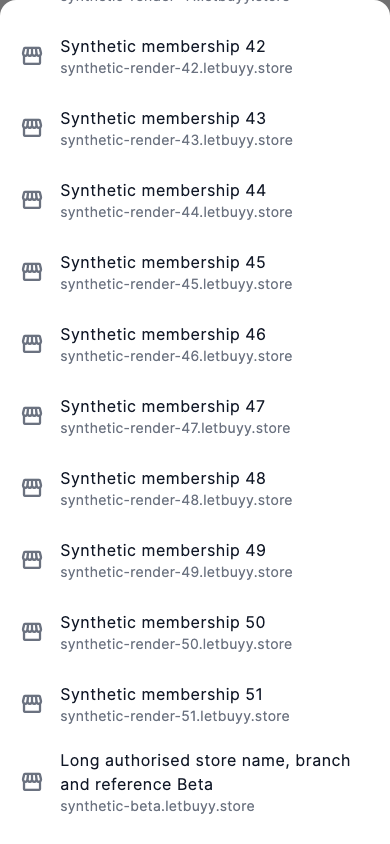 Synthetic membership 42
synthetic-render-42.letbuyy.store
Synthetic membership 43
synthetic-render-43.letbuyy.store
Synthetic membership 44
synthetic-render-44.letbuyy.store
Synthetic membership 45
synthetic-render-45.letbuyy.store
Synthetic membership 46
synthetic-render-46.letbuyy.store
Synthetic membership 47
synthetic-render-47.letbuyy.store
Synthetic membership 48
synthetic-render-48.letbuyy.store
Synthetic membership 49
synthetic-render-49.letbuyy.store
Synthetic membership 50
synthetic-render-50.letbuyy.store
Synthetic membership 51
synthetic-render-51.letbuyy.store
Long authorised store name, branch
and reference Beta
synthetic-beta.letbuyy.store